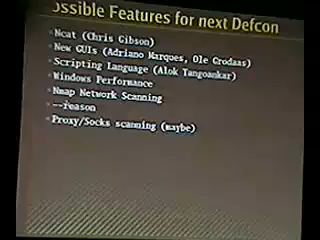 ossible Features for next Defcon
Ncat (Chris Gibson)
New GUIs (Adriano Marques, Ole Grodaas)
Scripting Language (Alok Tangoankar)
Windows Performance
Nmap Network Scanning
--reason
Proxy/Socks scanning (maybe)